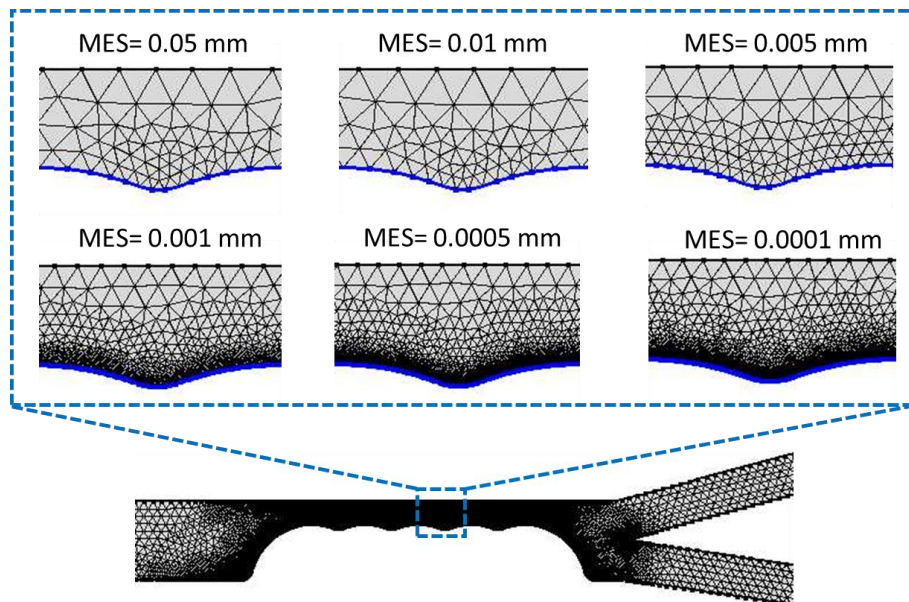 MES= 0.05 mm
MES= 0.01 mm
MES= 0.005 mm
MES= 0.001 mm
MES= 0.0005 mm
MES= 0.0001 mm